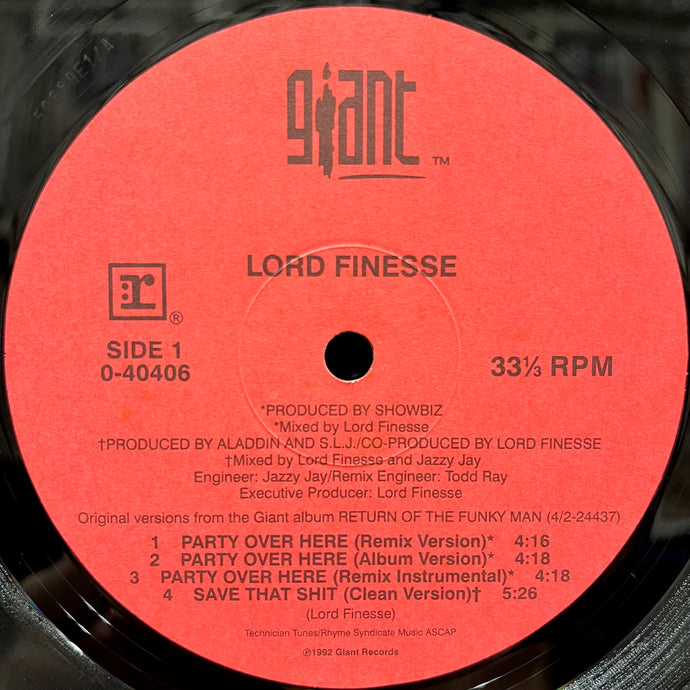 giant™
LORD FINESSE
r®
SIDE 1
0-40406
33⅓ RPM
*PRODUCED BY SHOWBIZ
*Mixed by Lord Finesse
†PRODUCED BY ALADDIN AND S.L.J./CO-PRODUCED BY LORD FINESSE
†Mixed by Lord Finesse and Jazzy Jay
Engineer: Jazzy Jay/Remix Engineer: Todd Ray
Executive Producer: Lord Finesse
Original versions from the Giant album RETURN OF THE FUNKY MAN (4/2-24437)
1 PARTY OVER HERE (Remix Version)* 4:16
2 PARTY OVER HERE (Album Version)* 4:18
3 PARTY OVER HERE (Remix Instrumental)* 4:18
4 SAVE THAT SHIT (Clean Version)† 5:26
(Lord Finesse)
Technician Tunes/Rhyme Syndicate Music ASCAP
℗1992 Giant Records